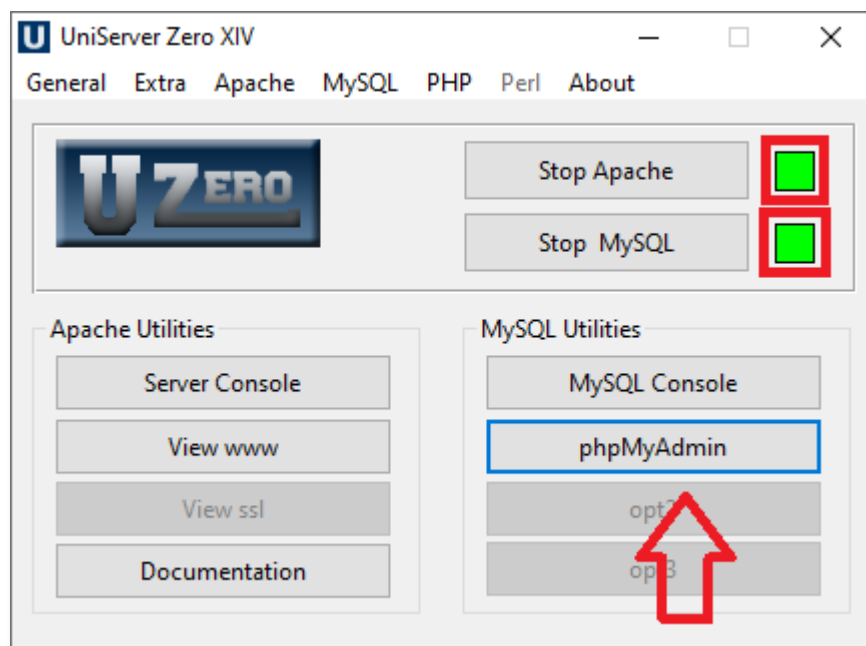 U UniServer Zero XIV
General Extra Apache MySQL PHP Perl About
U ZERO
Stop Apache
Stop MySQL
Apache Utilities
Server Console
View www
View ssl
Documentation
MySQL Utilities
MySQL Console
phpMyAdmin